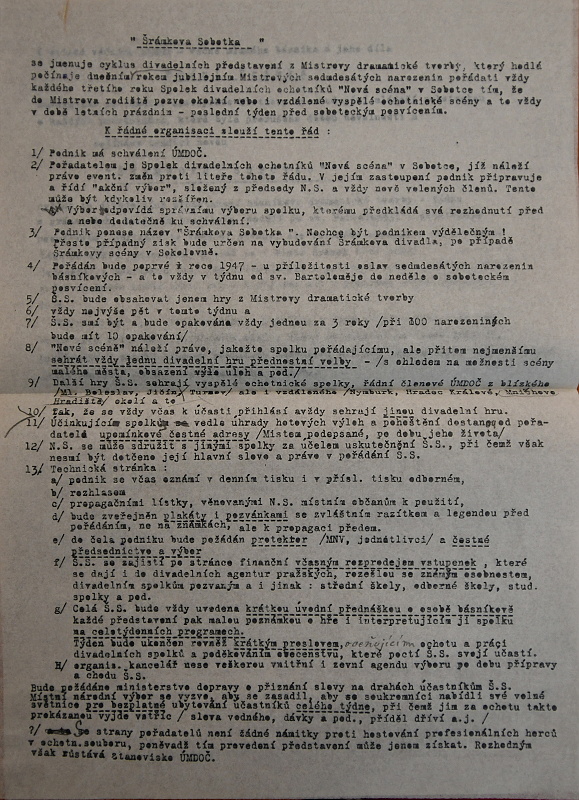 " Šrámkova Sobotka "
se jmenuje cyklus divadelních představení z Mistrovy dramatické tvorby, který hodlá
počínaje dnešním rokem jubilejním Mistrových sedmdesátých narozenin pořádati vždy
každého třetího roku Spolek divadelních ochotníků "Nová scéna" v Sobotce tím, že
do Mistrova rodiště pozve okolní nebo i vzdálené vyspělé ochotnické scény a to vždy
v době letních prázdnin - poslední týden před soboteckým posvícením.
K řádné organisaci slouží tento řád :
1/ Podnik má schválení ÚMDOČ.
2/ Pořadatelem je Spolek divadelních ochotníků "Nová scéna" v Sobotce, jíž náleží
právo event. změn proti liteře tohoto řádu. V jejím zastoupení podnik připravuje
a řídí "Akční výbor", složený z předsedy N.S. a vždy nově volených členů. Tento
může být kdykoliv rozšířen.
Výbor odpovídá správnímu výboru spolku, kterému předkládá svá rozhodnutí před
nebo dodatečně ku schválení.
3/ Podnik ponese název "Šrámkova Sobotka ". Nechce být podnikem výdělečným !
Přesto případný zisk bude určen na vybudování Šrámkova divadla, po případě
Šrámkovy scény v Sokolovně.
4/ Pořádán bude poprvé v roce 1947 - u příležitosti oslav sedmdesátých narozenin
básníkových - a to vždy v týdnu od sv. Bartoloměje do neděle o soboteckém
posvícení.
5/ Š.S. bude obsahovat jenom hry z Mistrovy dramatické tvorby
6/ vždy nejvýše pět v tomto týdnu a
7/ Š.S. smí být a bude opakována vždy jednou za 3 roky /při 100 narozeninách
bude mít 10 opakování/
8/ "Nové scéně" náleží právo, jakožto spolku pořádajícímu, ale přitom nejmenšímu
sehrát vždy jednu divadelní hru přednostní volby - /s ohledem na možnosti scény
malého města, obsazení výše úloh a pod./
9/ Další hry Š.S. sehrají vyspělé ochotnické spolky, řádní členové ÚMDOČ z blízkého
/Ml. Boleslav, Jičín, Turnov/ ale i vzdáleného /Nymburk, Hradec Králové, Mnichovo
Hradiště/ okolí a
10/ tak, že se vždy včas k účasti přihlásí a vždy sehrají jinou divadelní hru.
11/ Účinkujícím spolkům vedle úhrady hotových výloh a pohoštění dostane od pořa-
datelů upomínkové čestné adresy /Mistrem podepsané, po dobu jeho života/
12/ N.S. se může sdružit s jinými spolky za účelem uskutečnění Š.S., při čemž však
nesmí být dotčeno její hlavní slovo a právo v pořádání Š.S.
13/ Technická stránka :
a/ podnik se včas oznámí v denním tisku i v přísl. tisku odborném,
b/ rozhlasem
c/ propagačními lístky, věnovanými N.S. místním občanům k použití,
d/ bude zveřejněn plakáty i pozvánkami se zvláštním razítkem a legendou před
pořádáním, ne na známkách, ale k propagaci předem.
e/ do čela podniku bude požádán protektor /MNV, jednotlivci/ a čestné
předsednictvo a výbor
f/ Š.S. se zajistí po stránce finanční včasným rozprodejem vstupenek , které
se dají i do divadelních agentur pražských, rozešlou se známým osobnostem,
divadelním spolkům pozvaným a i jinak : střední školy, odborné školy, stud.
spolky a pod.
g/ Celá Š.S. bude vždy uvedena krátkou úvodní přednáškou o osobě básníkově
každé představení pak malou poznámkou o hře i interpretujícím ji spolku
na celotýdenních programech.
Týden bude ukončen rovněž krátkým proslovem, oceňujícím ochotu a práci
divadelních spolků a poděkováním obecenstvu, které poctí Š.S. svojí účastí.
H/ organis. kancelář nese veškerou vnitřní i zevní agendu výboru po dobu přípravy
a chodu Š.S.
Bude požádáno ministerstvo dopravy o přiznání slevy na drahách účastníkům Š.S.
Místní národní výbor se vyzve, aby se zasadil, aby se soukromníci nabídli své volné
světnice pro bezplatné ubytování účastníků celého týdne, při čemž jim za ochotu takto
prokázanou vyjde vstříc / sleva vodného, dávky a pod., příděl dříví a.j. /
?/ Se strany pořadatelů není žádné námitky proti hostování profesionálních herců
v ochotn.souboru, poněvadž tím provedení představení může jenom získat. Rozhodným
však zůstává stanovisko ÚMDOČ.